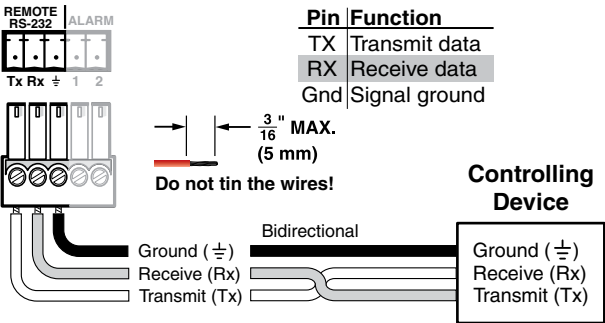 REMOTE
RS-232
ALARM
Tx Rx ⏚ 1 2
Pin Function
TX Transmit data
RX Receive data
Gnd Signal ground
3/16" MAX.
(5 mm)
Do not tin the wires!
Controlling
Device
Bidirectional
Ground (⏚)
Receive (Rx)
Transmit (Tx)
Ground (⏚)
Receive (Rx)
Transmit (Tx)